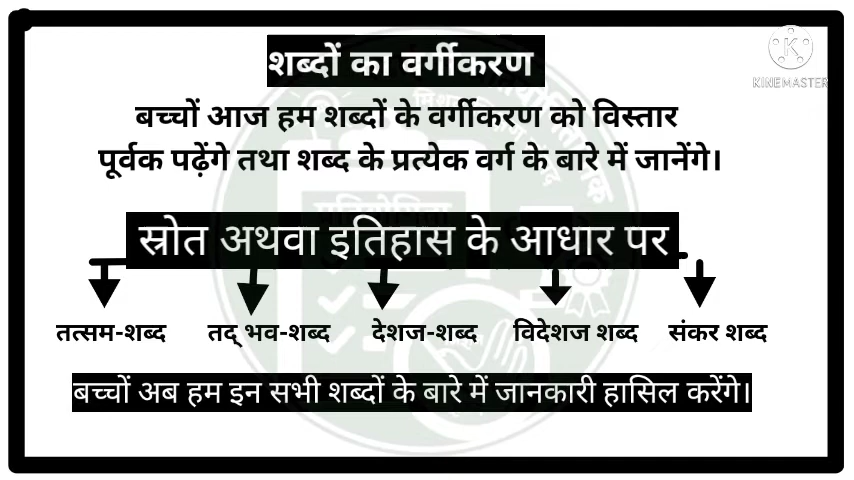 शब्दों का वर्गीकरण
KINEMASTER
बच्चों आज हम शब्दों के वर्गीकरण को विस्तार
पूर्वक पढ़ेंगे तथा शब्द के प्रत्येक वर्ग के बारे में जानेंगे।
स्रोत अथवा इतिहास के आधार पर
तत्सम-शब्द तद् भव-शब्द देशज-शब्द विदेशज शब्द संकर शब्द
बच्चों अब हम इन सभी शब्दों के बारे में जानकारी हासिल करेंगे।